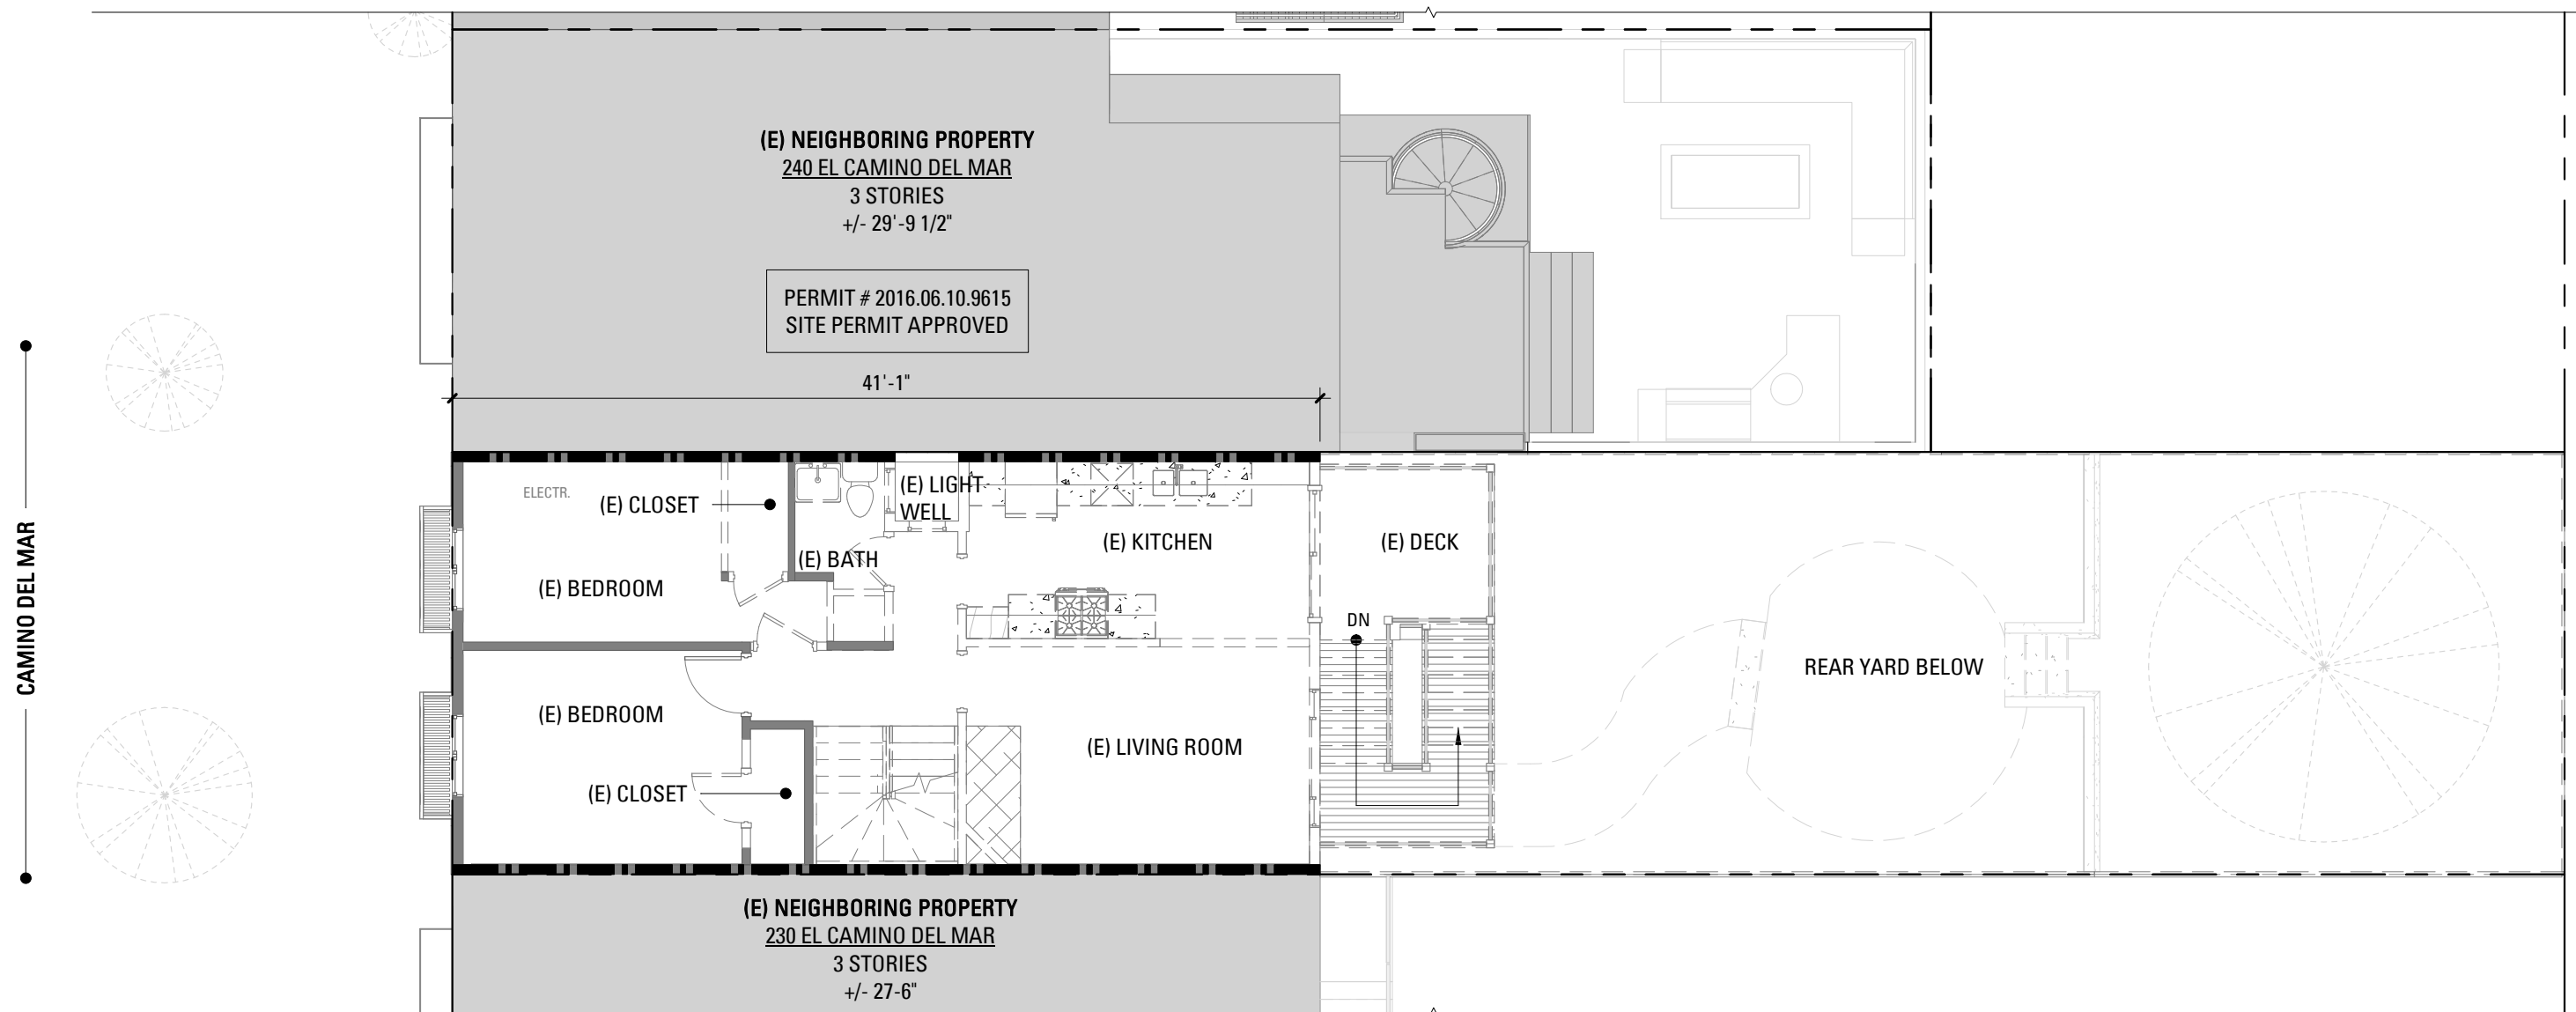 (E) NEIGHBORING PROPERTY
240 EL CAMINO DEL MAR
3 STORIES
+/- 29'-9 1/2"
PERMIT # 2016.06.10.9615
SITE PERMIT APPROVED
41'-1"
CAMINO DEL MAR
ELECTR.
(E) CLOSET
(E) LIGHT
WELL
(E) BATH
(E) KITCHEN
(E) DECK
(E) BEDROOM
DN
REAR YARD BELOW
(E) BEDROOM
(E) LIVING ROOM
(E) CLOSET
(E) NEIGHBORING PROPERTY
230 EL CAMINO DEL MAR
3 STORIES
+/- 27-6"